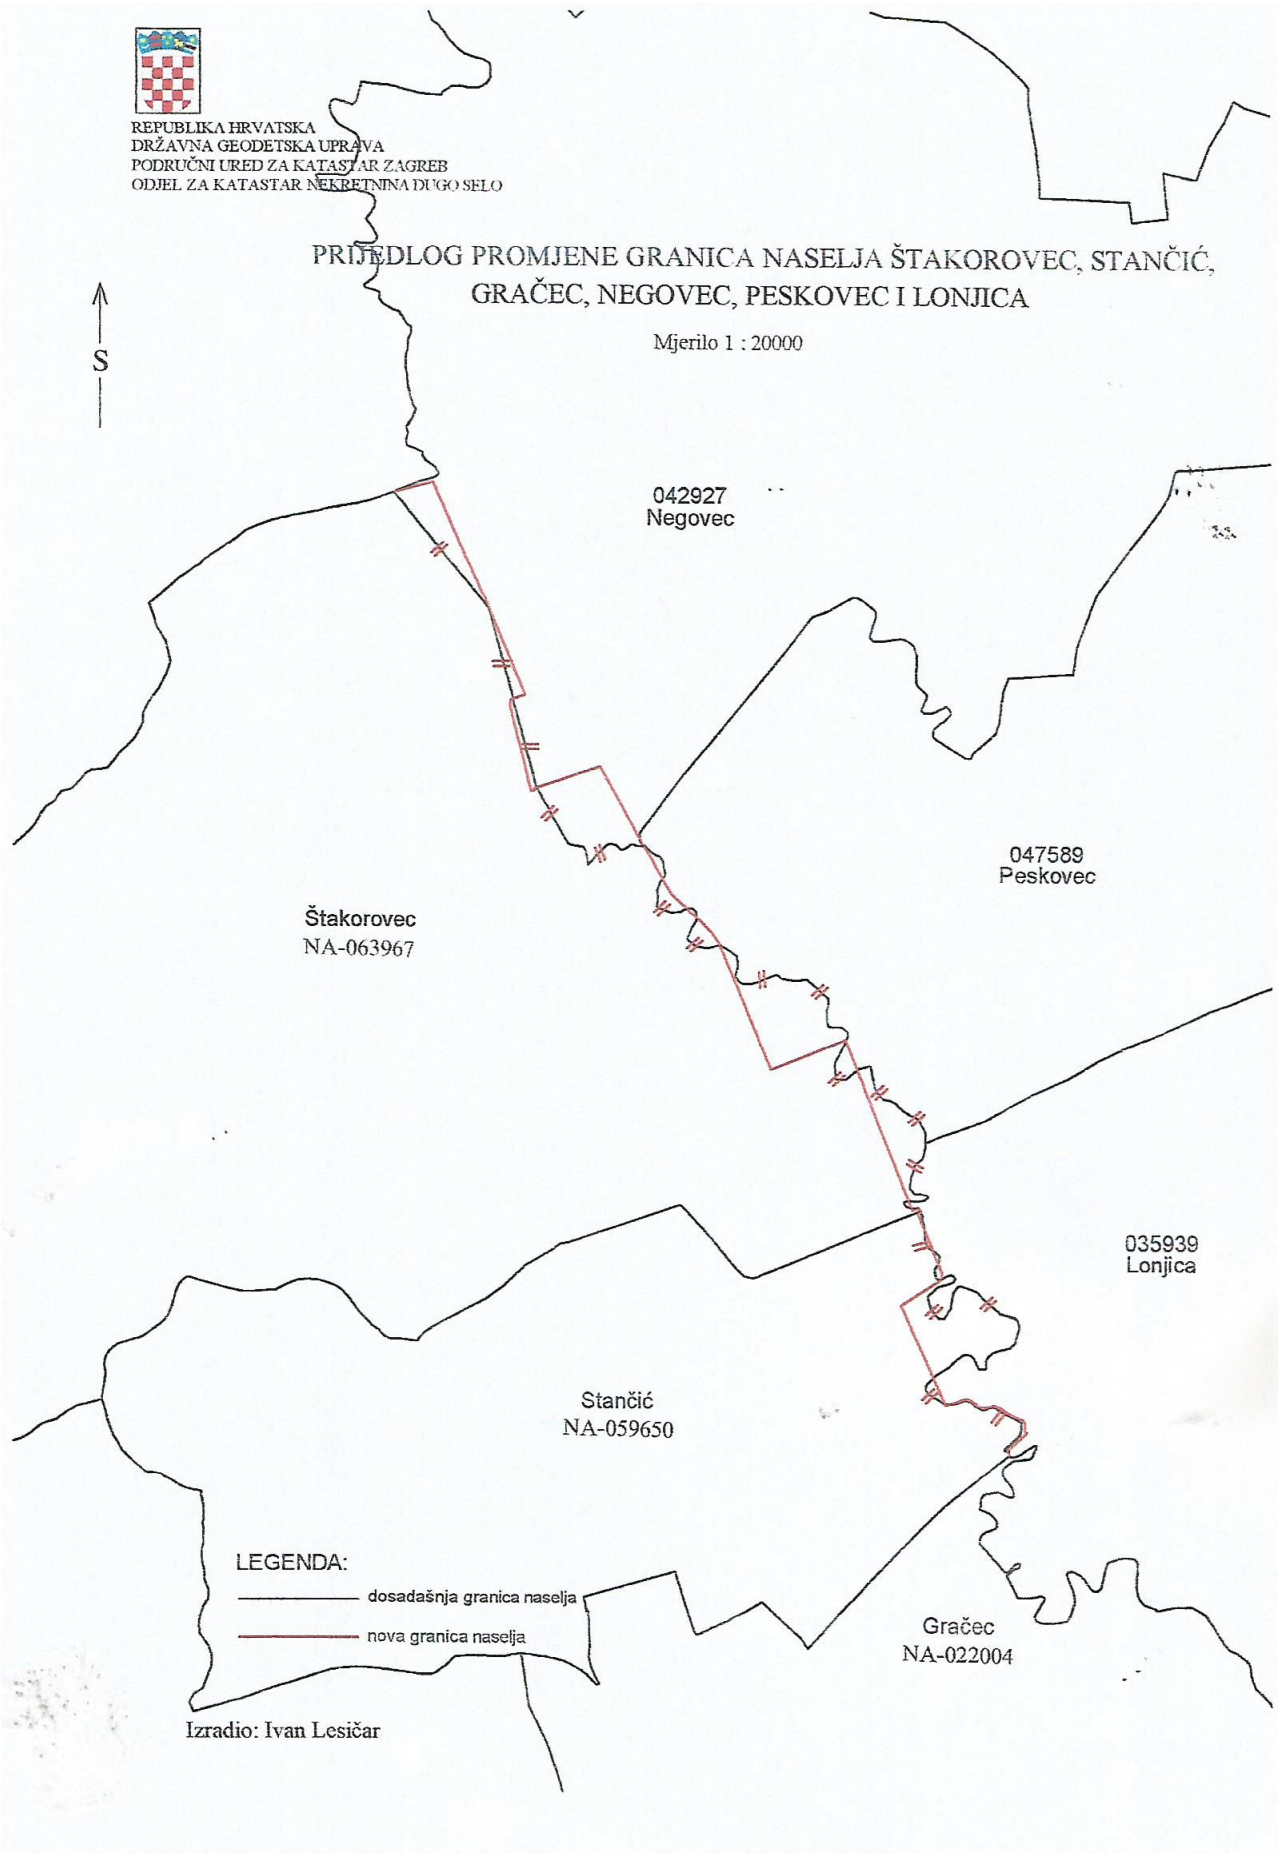 REPUBLIKA HRVATSKA
DRŽAVNA GEODETSKA UPRAVA
PODRUČNI URED ZA KATASTAR ZAGREB
ODJEL ZA KATASTAR NEKRETNINA DUGO SELO
PRIJEDLOG PROMJENE GRANICA NASELJA ŠTAKOROVEC, STANČIĆ,
GRAČEC, NEGOVEC, PESKOVEC I LONJICA
Mjerilo 1 : 20000
S
042927
Negovec
047589
Peskovec
Štakorovec
NA-063967
035939
Lonjica
Stančić
NA-059650
LEGENDA:
dosadašnja granica naselja
nova granica naselja
Gračec
NA-022004
Izradio: Ivan Lesičar